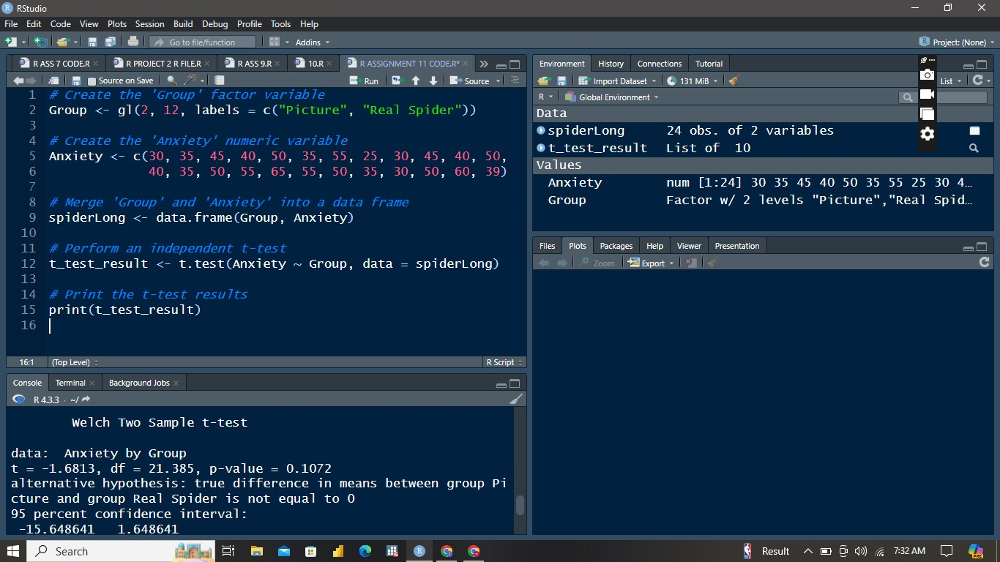 RStudio
File Edit Code View Plots Session Build Debug Profile Tools Help
Go to file/function Addins Project: (None)
R ASS 7 CODE.R R PROJECT 2 R FILE.R R ASS 9.R 10.R R ASSIGNMENT 11 CODE.R*
Source on Save Run Source
1 # Create the 'Group' factor variable
2 Group <- gl(2, 12, labels = c("Picture", "Real Spider"))
3
4 # Create the 'Anxiety' numeric variable
5 Anxiety <- c(30, 35, 45, 40, 50, 35, 55, 25, 30, 45, 40, 50,
6 40, 35, 50, 55, 65, 55, 50, 35, 30, 50, 60, 39)
7
8 # Merge 'Group' and 'Anxiety' into a data frame
9 spiderLong <- data.frame(Group, Anxiety)
10
11 # Perform an independent t-test
12 t_test_result <- t.test(Anxiety ~ Group, data = spiderLong)
13
14 # Print the t-test results
15 print(t_test_result)
16
16:1 (Top Level) R Script
Console Terminal Background Jobs
R 4.3.3 · ~/
Welch Two Sample t-test
data: Anxiety by Group
t = -1.6813, df = 21.385, p-value = 0.1072
alternative hypothesis: true difference in means between group Pi
cture and group Real Spider is not equal to 0
95 percent confidence interval:
-15.648641 1.648641
Environment History Connections Tutorial
Import Dataset 131 MiB List
R Global Environment
Data
spiderLong 24 obs. of 2 variables
t_test_result List of 10
Values
Anxiety num [1:24] 30 35 45 40 50 35 55 25 30 4...
Group Factor w/ 2 levels "Picture","Real Spid...
Files Plots Packages Help Viewer Presentation
Zoom Export
Search Result 7:32 AM
PRE